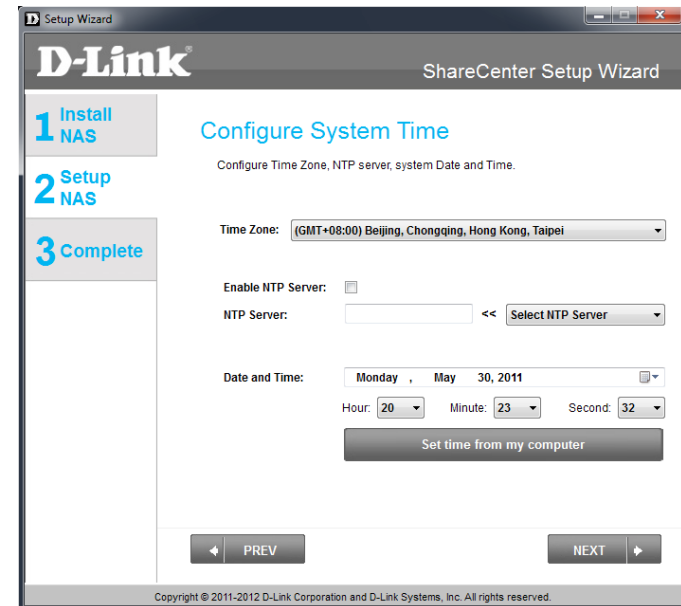 Setup Wizard
D-Link®
ShareCenter Setup Wizard
1 Install NAS
2 Setup NAS
3 Complete
Configure System Time
Configure Time Zone, NTP server, system Date and Time.
Time Zone: (GMT+08:00) Beijing, Chongqing, Hong Kong, Taipei
Enable NTP Server:
NTP Server: << Select NTP Server
Date and Time: Monday , May 30, 2011
Hour: 20 Minute: 23 Second: 32
Set time from my computer
PREV NEXT
Copyright © 2011-2012 D-Link Corporation and D-Link Systems, Inc. All rights reserved.